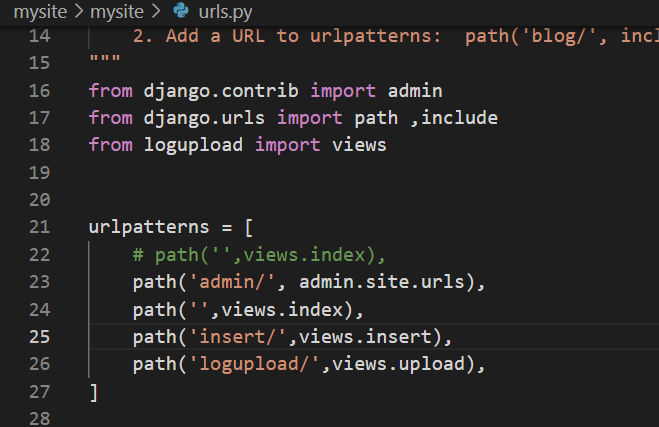 mysite > mysite > urls.py
14 2. Add a URL to urlpatterns: path('blog/', incl
15 """
16 from django.contrib import admin
17 from django.urls import path ,include
18 from logupload import views
19
20
21 urlpatterns = [
22 # path('',views.index),
23 path('admin/', admin.site.urls),
24 path('',views.index),
25 path('insert/',views.insert),
26 path('logupload/',views.upload),
27 ]
28